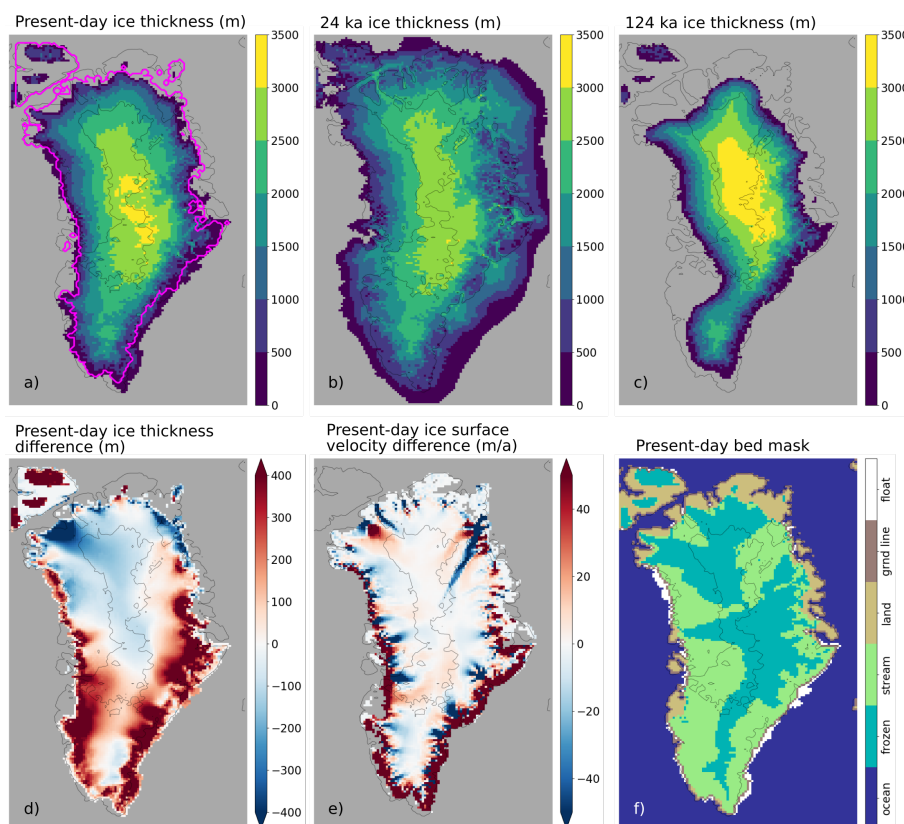 Present-day ice thickness (m)
24 ka ice thickness (m)
124 ka ice thickness (m)
3500
3000
2500
2000
1500
1000
500
0
a)
3500
3000
2500
2000
1500
1000
500
0
b)
3500
3000
2500
2000
1500
1000
500
0
c)
Present-day ice thickness
difference (m)
Present-day ice surface
velocity difference (m/a)
Present-day bed mask
400
300
200
100
0
−100
−200
−300
−400
d)
40
20
0
−20
−40
e)
float
grnd line
land
stream
frozen
ocean
f)